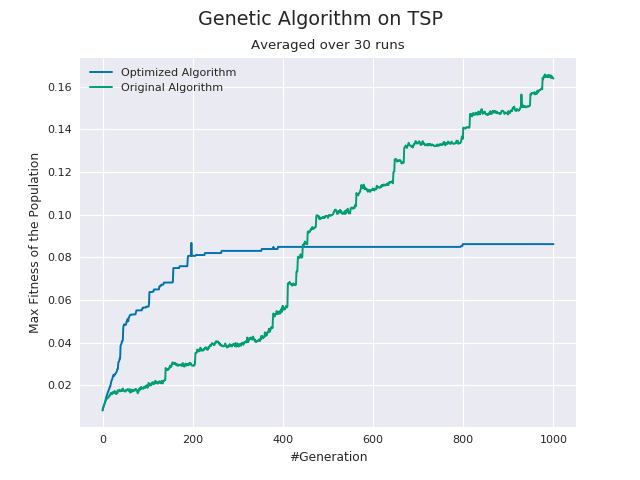 Genetic Algorithm on TSP
Averaged over 30 runs
Optimized Algorithm
Original Algorithm
Max Fitness of the Population
0.16
0.14
0.12
0.10
0.08
0.06
0.04
0.02
0 200 400 600 800 1000
#Generation